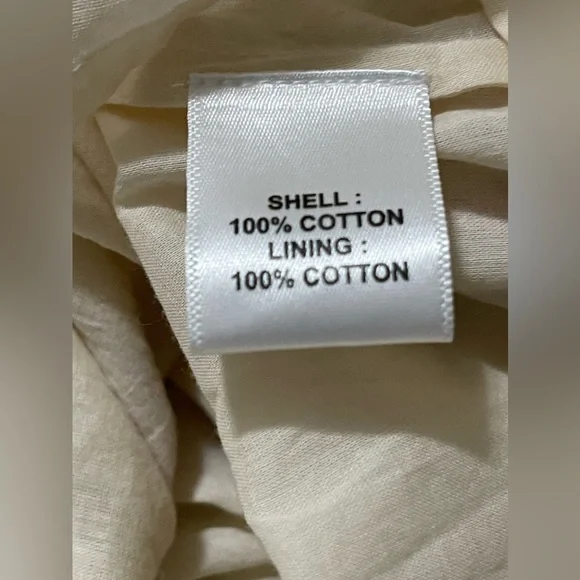 SHELL :
100% COTTON
LINING :
100% COTTON